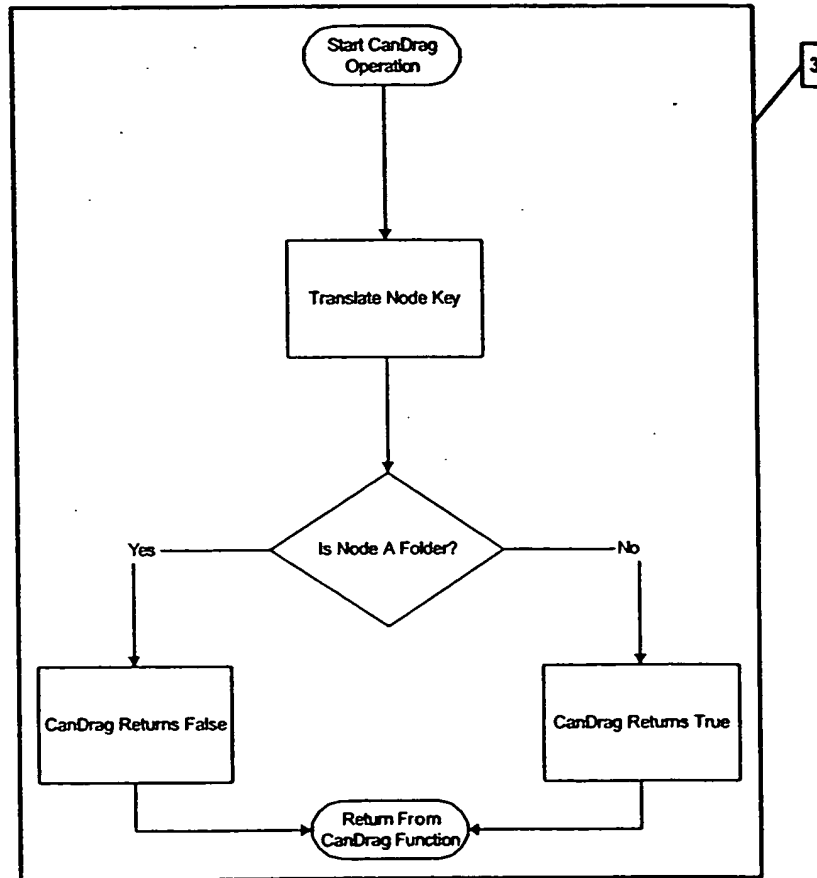 Start CanDrag
Operation
3
Translate Node Key
Is Node A Folder?
Yes
No
CanDrag Returns False
CanDrag Returns True
Return From
CanDrag Function